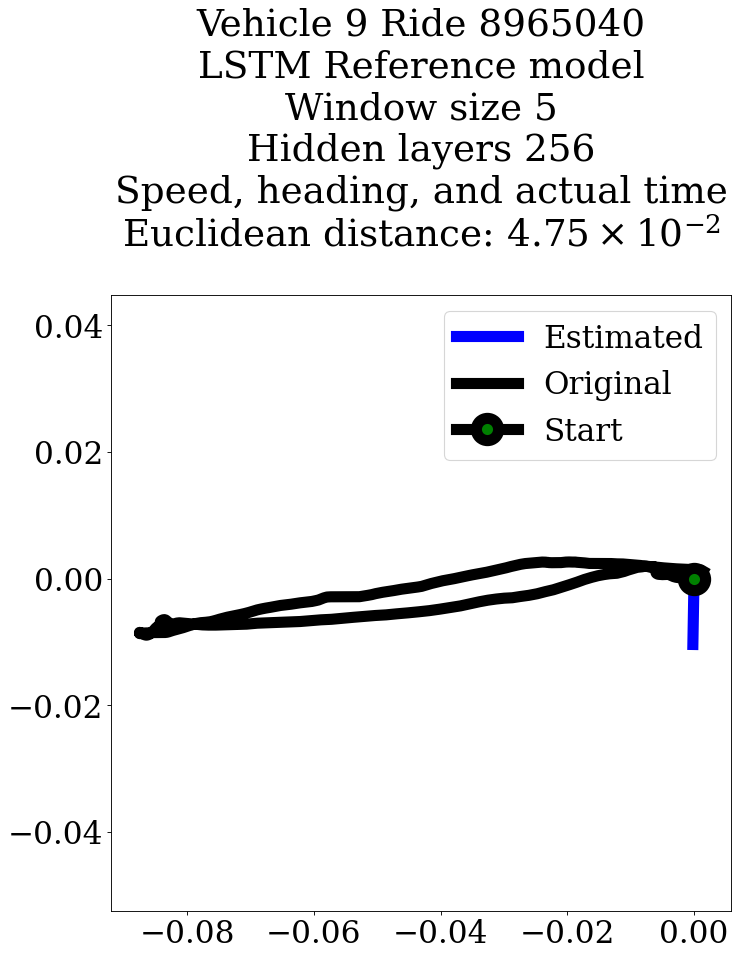 Vehicle 9 Ride 8965040
LSTM Reference model
Window size 5
Hidden layers 256
Speed, heading, and actual time
Euclidean distance: 4.75 × 10⁻²
Estimated
Original
Start
0.04
0.02
0.00
−0.02
−0.04
−0.08
−0.06
−0.04
−0.02
0.00